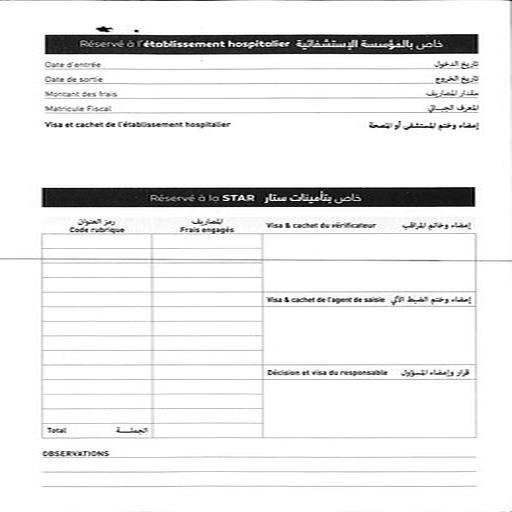 Réservé à l'établissement hospitalier خاص بالمؤسسة الإستشفائية
Date d'entrée تاريخ الدخول
Date de sortie تاريخ الخروج
Montant des frais مقدار المصاريف
Matricule Fiscal المعرف الجبــائي
Visa et cachet de l'établissement hospitalier إمضاء وختم المستشفى أو المصحة
Réservé à la STAR خاص بتأمينات ستار
رمز العنوان المصاريف
Code rubrique Frais engagés Visa & cachet du vérificateur إمضاء وخاتم المراقب
Visa & cachet de l'agent de saisie إمضاء وختم الضبط الآلي
Décision et visa du responsable قرار وإمضاء المسؤول
Total الجملــــة
OBSERVATIONS